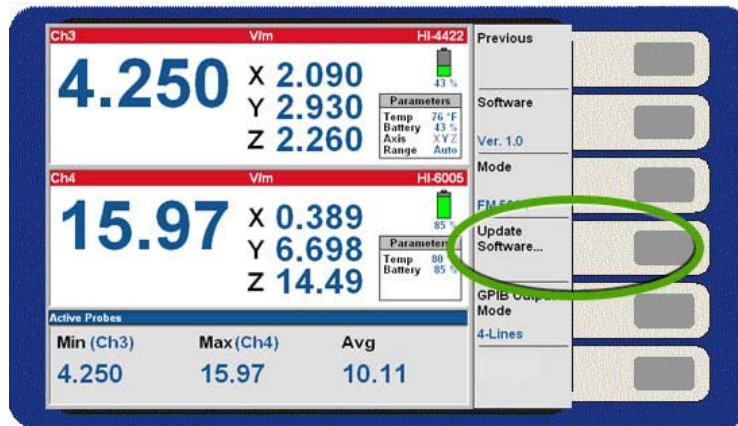 Ch3 V/m HI-4422
4.250
X 2.090
Y 2.930
Z 2.260
43 %
Parameters
Temp 76 °F
Battery 43 %
Axis XYZ
Range Auto
Ch4 V/m HI-6005
15.97
X 0.389
Y 6.698
Z 14.49
85 %
Parameters
Temp 80
Battery 85 %
Active Probes
Min (Ch3) Max(Ch4) Avg
4.250 15.97 10.11
Previous
Software
Ver. 1.0
Mode
Update
Software...
GPIB
Mode
4-Lines